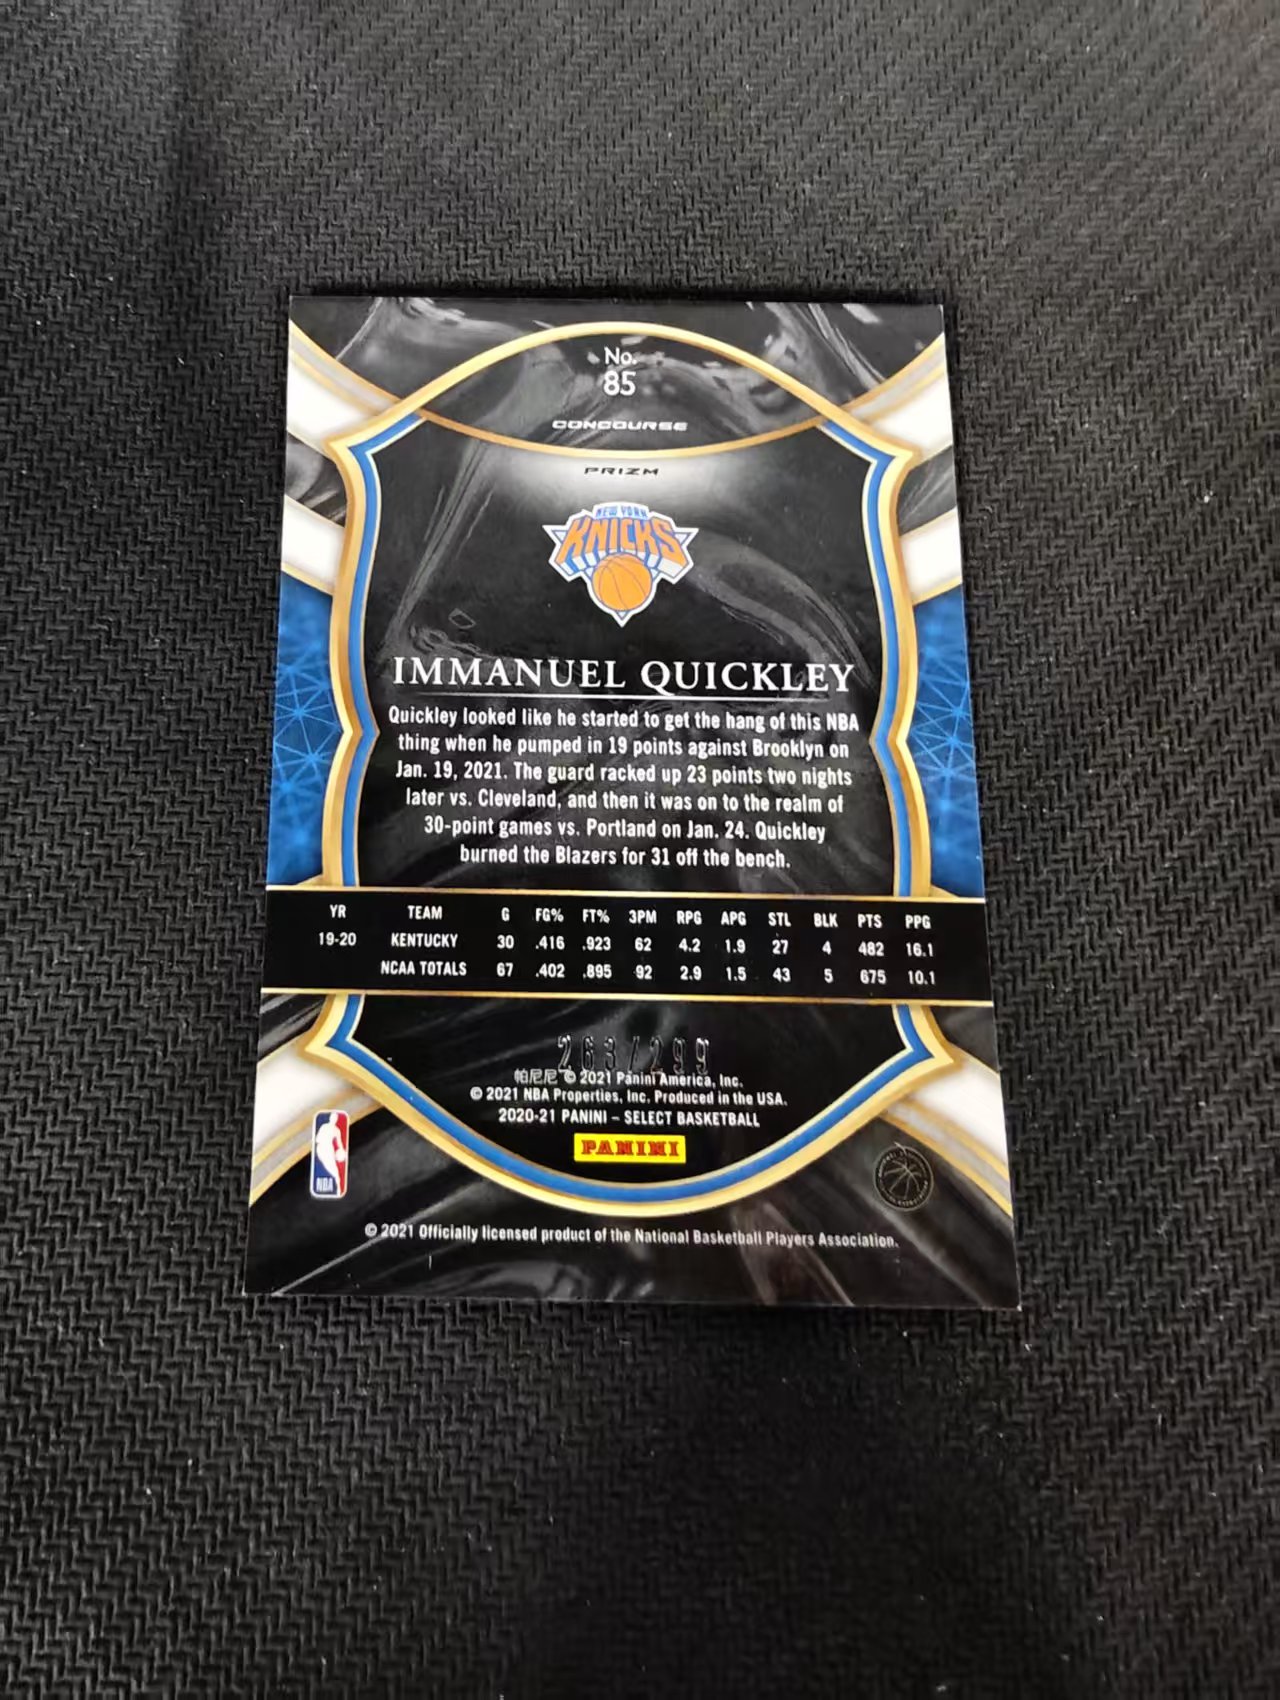 No.
85
CONCOURSE
PRIZM
NEW YORK
KNICKS
IMMANUEL QUICKLEY
Quickley looked like he started to get the hang of this NBA
thing when he pumped in 19 points against Brooklyn on
Jan. 19, 2021. The guard racked up 23 points two nights
later vs. Cleveland, and then it was on to the realm of
30-point games vs. Portland on Jan. 24. Quickley
burned the Blazers for 31 off the bench.
YR TEAM G FG% FT% 3PM RPG APG STL BLK PTS PPG
19-20 KENTUCKY 30 .416 .923 62 4.2 1.9 27 4 482 16.1
NCAA TOTALS 67 .402 .895 92 2.9 1.5 43 5 675 10.1
263/299
帕尼尼 © 2021 Panini America, Inc.
© 2021 NBA Properties, Inc. Produced in the USA.
2020-21 PANINI – SELECT BASKETBALL
PANINI
NBA
© 2021 Officially licensed product of the National Basketball Players Association.